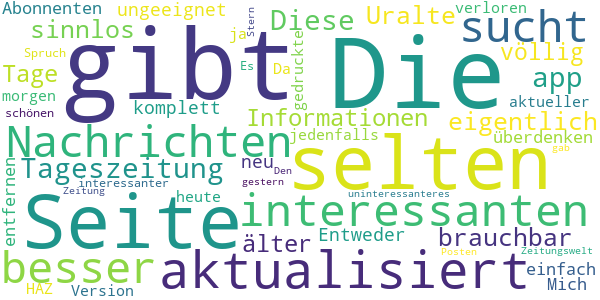 Abonnenten ungeeignet Stern Diese Uralte verloren
sinnlos gibt ja Die sucht
Spruch Es gedruckte völlig
Tage Da app
morgen komplett Informationen aktueller
schönen eigentlich
Nachrichten jedenfalls überdenken
entfernen Tageszeitung neu selten gab
Den
interessanter gestern
Zeitung heute uninteressanteres
Seite interessanten
älter Entweder brauchbar
besser aktualisiert Posten Zeitungswelt
einfach
HAZ Version Mich